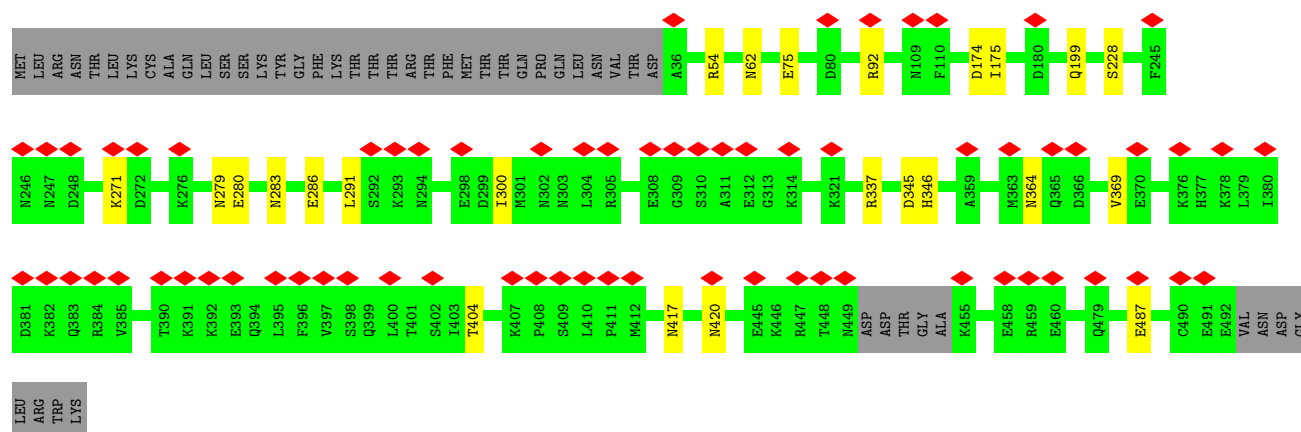 MET LEU ARG ASN THR LEU LYS CYS ALA GLN LEU SER SER LYS TYR GLY PHE LYS THR THR THR ARG THR PHE MET THR THR GLN PRO GLN LEU ASN VAL THR ASP A36 R54 N62 E75 D80 R92 N109 F110 D174 I175 D180 Q199 S228 F245
N246 N247 D248 K271 D272 K276 N279 E280 N283 E286 L291 S292 K293 N294 E298 D299 I300 M301 N302 N303 L304 R305 E308 G309 S310 A311 E312 G313 K314 K321 R337 D345 H346 A359 M363 N364 Q365 D366 V369 E370 K376 H377 K378 L379 I380
D381 K382 Q383 R384 V385 T390 K391 K392 E393 Q394 L395 F396 V397 S398 Q399 L400 T401 S402 I403 T404 K407 P408 S409 L410 P411 M412 N417 N420 E445 K446 R447 T448 N449 ASP ASP THR GLY ALA K455 E458 R459 E460 Q479 E487 C490 E491 E492 VAL ASN ASP GLY
LEU ARG TRP LYS